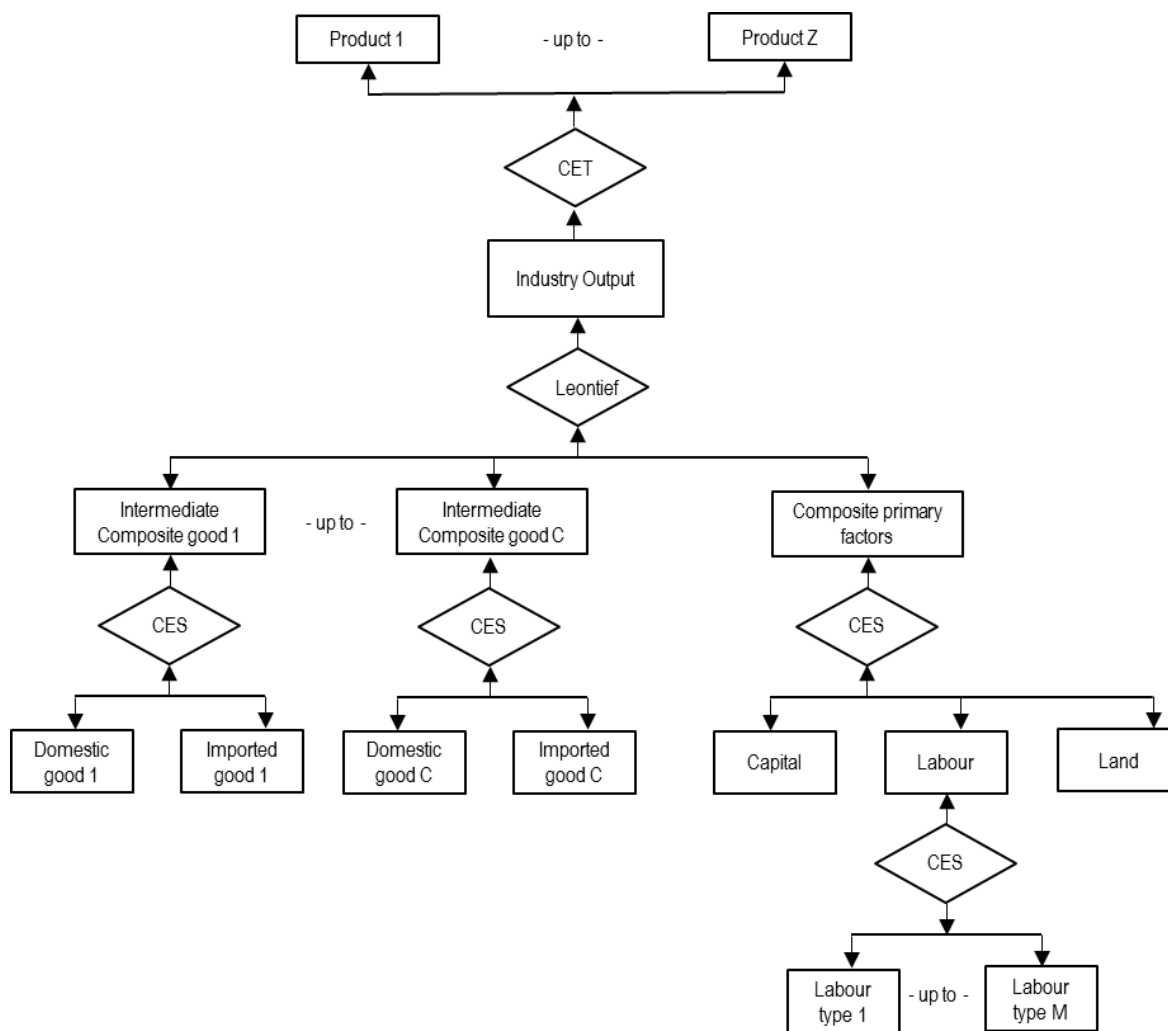 Product 1
- up to -
Product Z
CET
Industry Output
Leontief
Intermediate
Composite good 1
- up to -
Intermediate
Composite good C
Composite primary
factors
CES
CES
CES
Domestic
good 1
Imported
good 1
Domestic
good C
Imported
good C
Capital
Labour
Land
CES
Labour
type 1
- up to -
Labour
type M